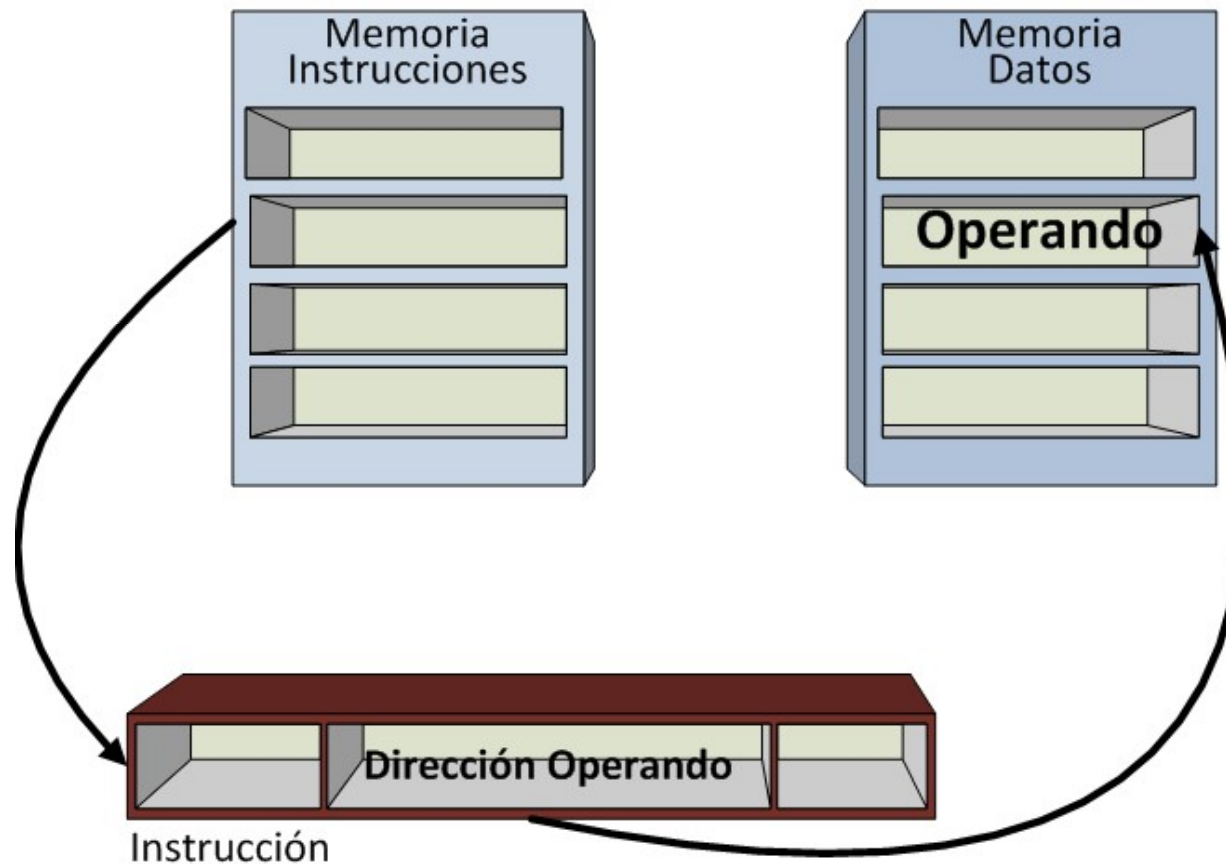 Memoria
Instrucciones
Memoria
Datos
Operando
Dirección Operando
Instrucción